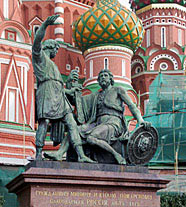 ГРАЖДАНИНУ МИНИНУ И КНЯЗЮ ПОЖАРСКОМУ
БЛАГОДАРНАЯ РОССІЯ